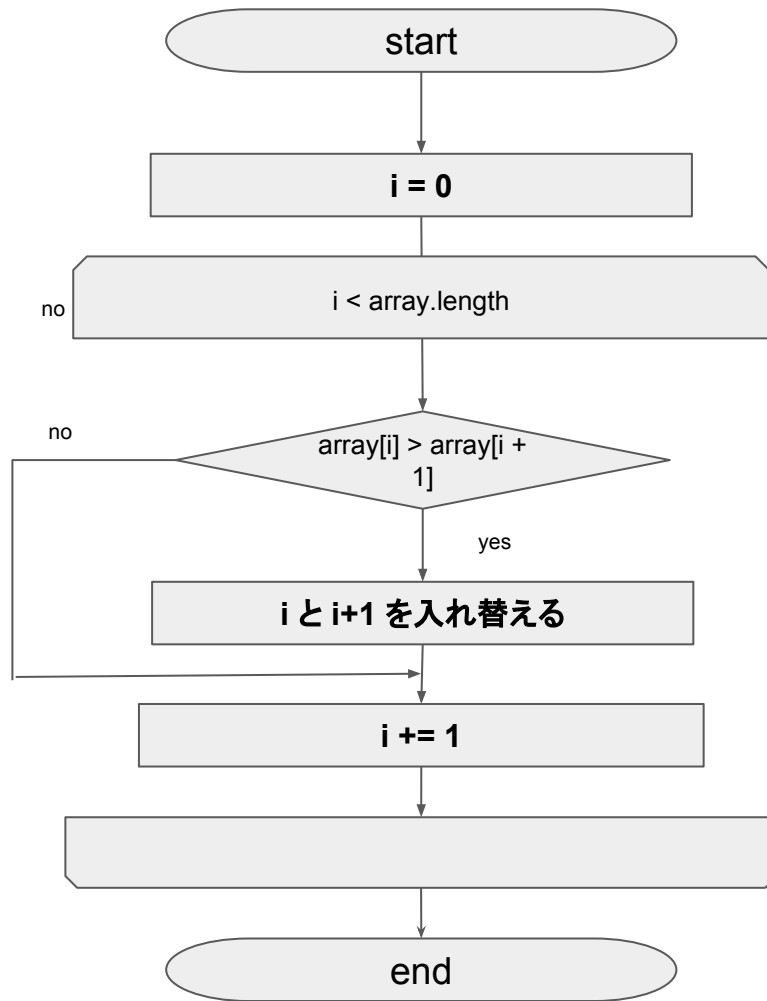 start
i = 0
i < array.length
no
no
array[i] > array[i +
1]
yes
i と i+1 を入れ替える
i += 1
end